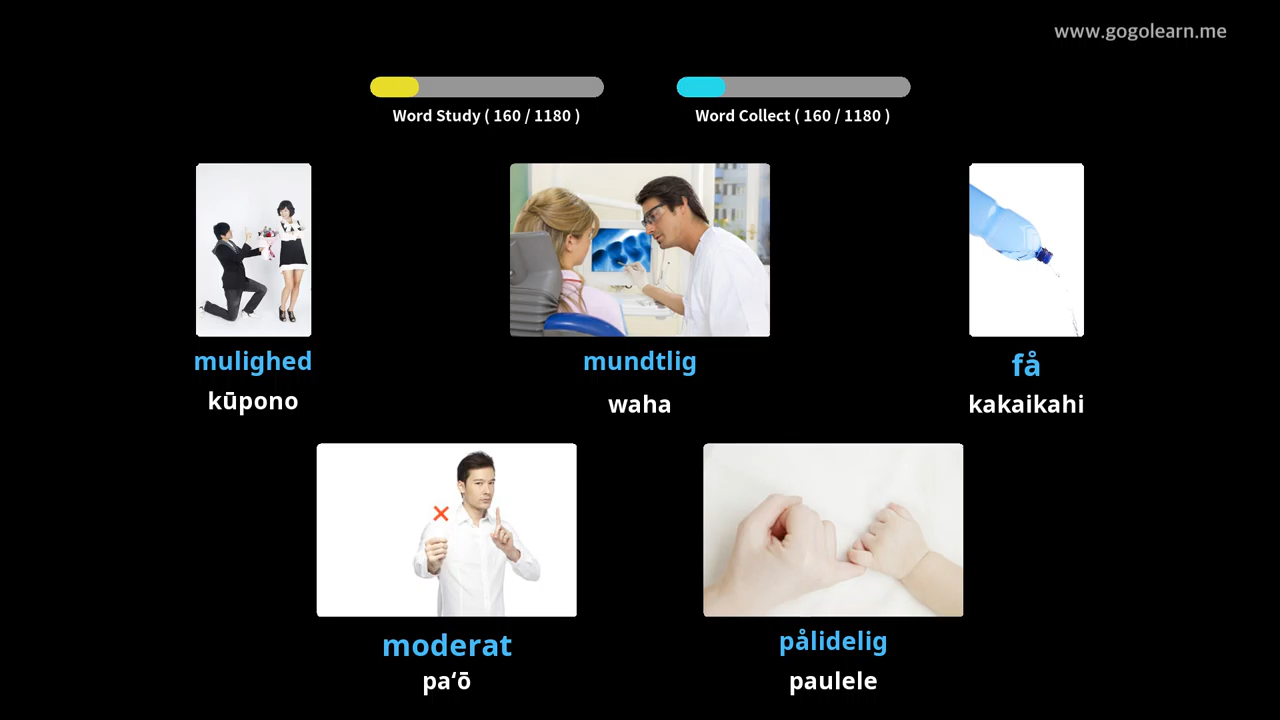 www.gogolearn.me
Word Study ( 160 / 1180 )
Word Collect ( 160 / 1180 )
mulighed
kūpono
mundtlig
waha
få
kakaikahi
moderat
paʻō
pålidelig
paulele